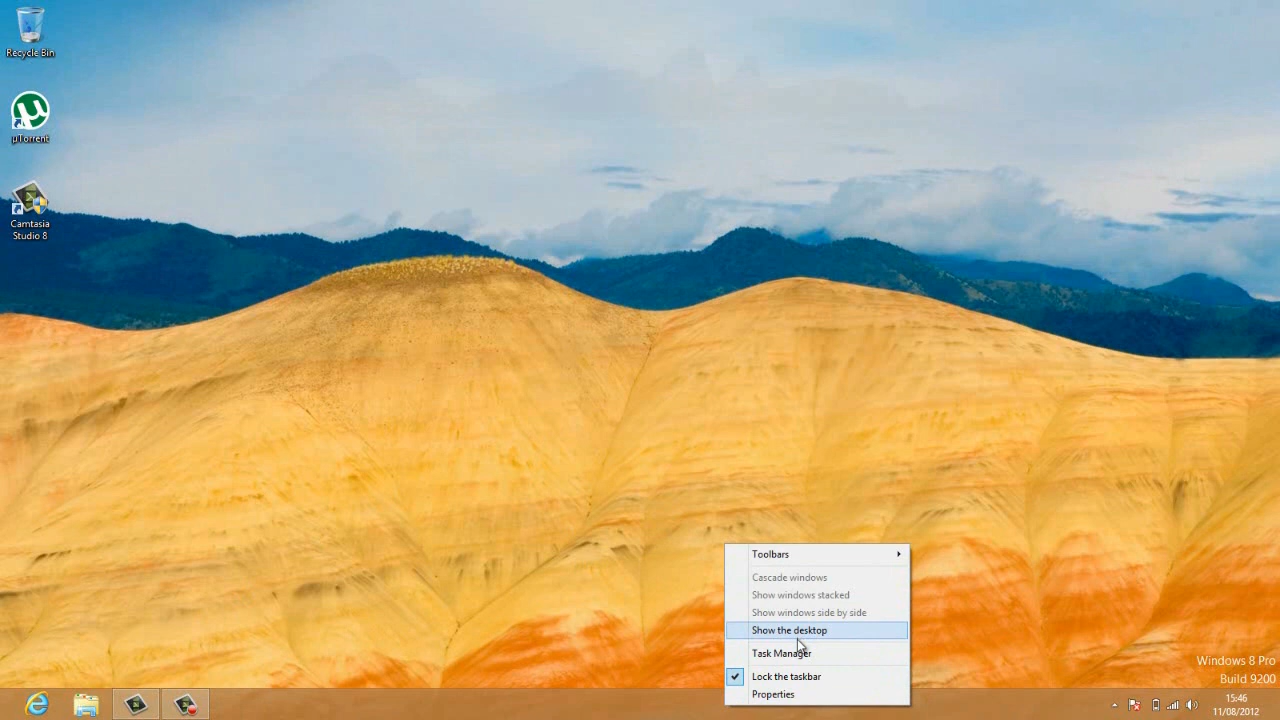 Recycle Bin
µTorrent
Camtasia
Studio 8
Toolbars
Cascade windows
Show windows stacked
Show windows side by side
Show the desktop
Task Manager
Lock the taskbar
Properties
Windows 8 Pro
Build 9200
15:46
11/08/2012